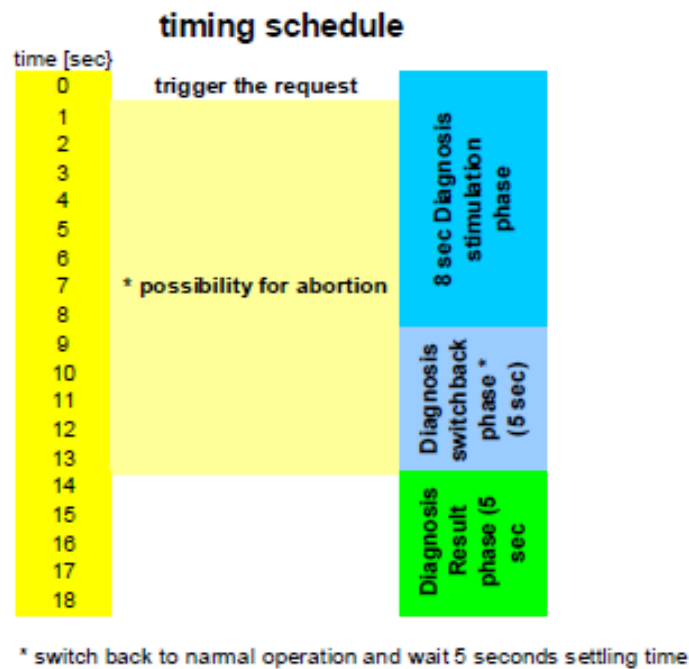 timing schedule
time [sec}
0
trigger the request
1
2
3
4
5
6
7
* possibility for abortion
8
9
10
11
12
13
14
15
16
17
18
8 sec Diagnosis
stimulation
phase
Diagnosis
switchback
phase *
(5 sec)
Diagnosis
Result
phase (5
sec
* switch back to narmal operation and wait 5 seconds settling time